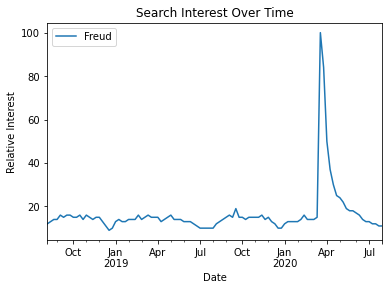 Search Interest Over Time
Freud
Relative Interest
100
80
60
40
20
Oct Jan Apr Jul Oct Jan Apr Jul
2019 2020
Date